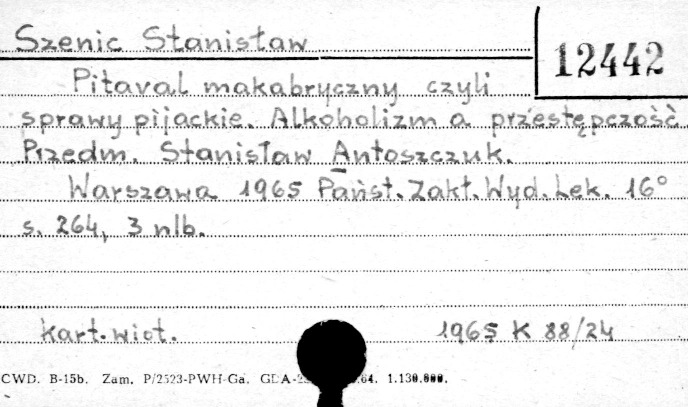 Szenic Stanisław
12442
Pitaval makabryczny czyli
sprawy pijackie. Alkoholizm a przestępczość.
Przedm. Stanisław Antoszczuk.
Warszawa 1965 Państ. Zakł. Wyd. Lek. 16°
s. 264, 3 nlb.
Kart. wiot. 1965 K 88/24
CWD. B-15b. Zam. P/2523-PWH-Ga. GDA- .64. 1.130.000.